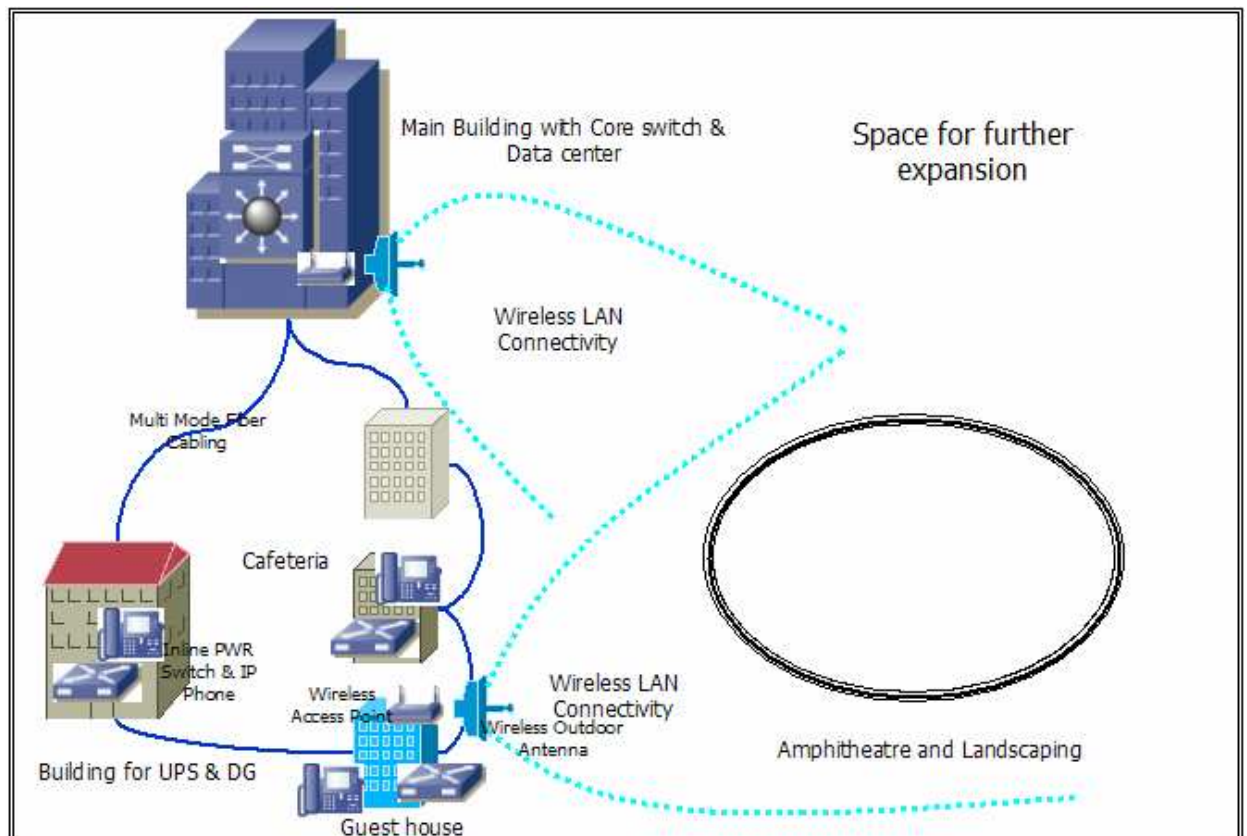 Main Building with Core switch &
Data center
Space for further
expansion
Wireless LAN
Connectivity
Multi Mode Fiber
Cabling
Cafeteria
Inline PWR
Switch & IP
Phone
Wireless
Access Point
Wireless LAN
Connectivity
Wireless Outdoor
Antenna
Amphitheatre and Landscaping
Building for UPS & DG
Guest house